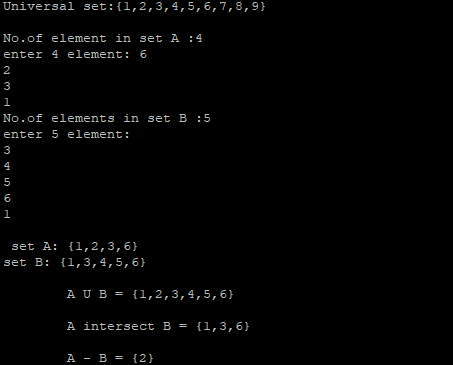 Universal set:{1,2,3,4,5,6,7,8,9}
No.of element in set A :4
enter 4 element: 6
2
3
1
No.of elements in set B :5
enter 5 element:
3
4
5
6
1
set A: {1,2,3,6}
set B: {1,3,4,5,6}
A U B = {1,2,3,4,5,6}
A intersect B = {1,3,6}
A - B = {2}